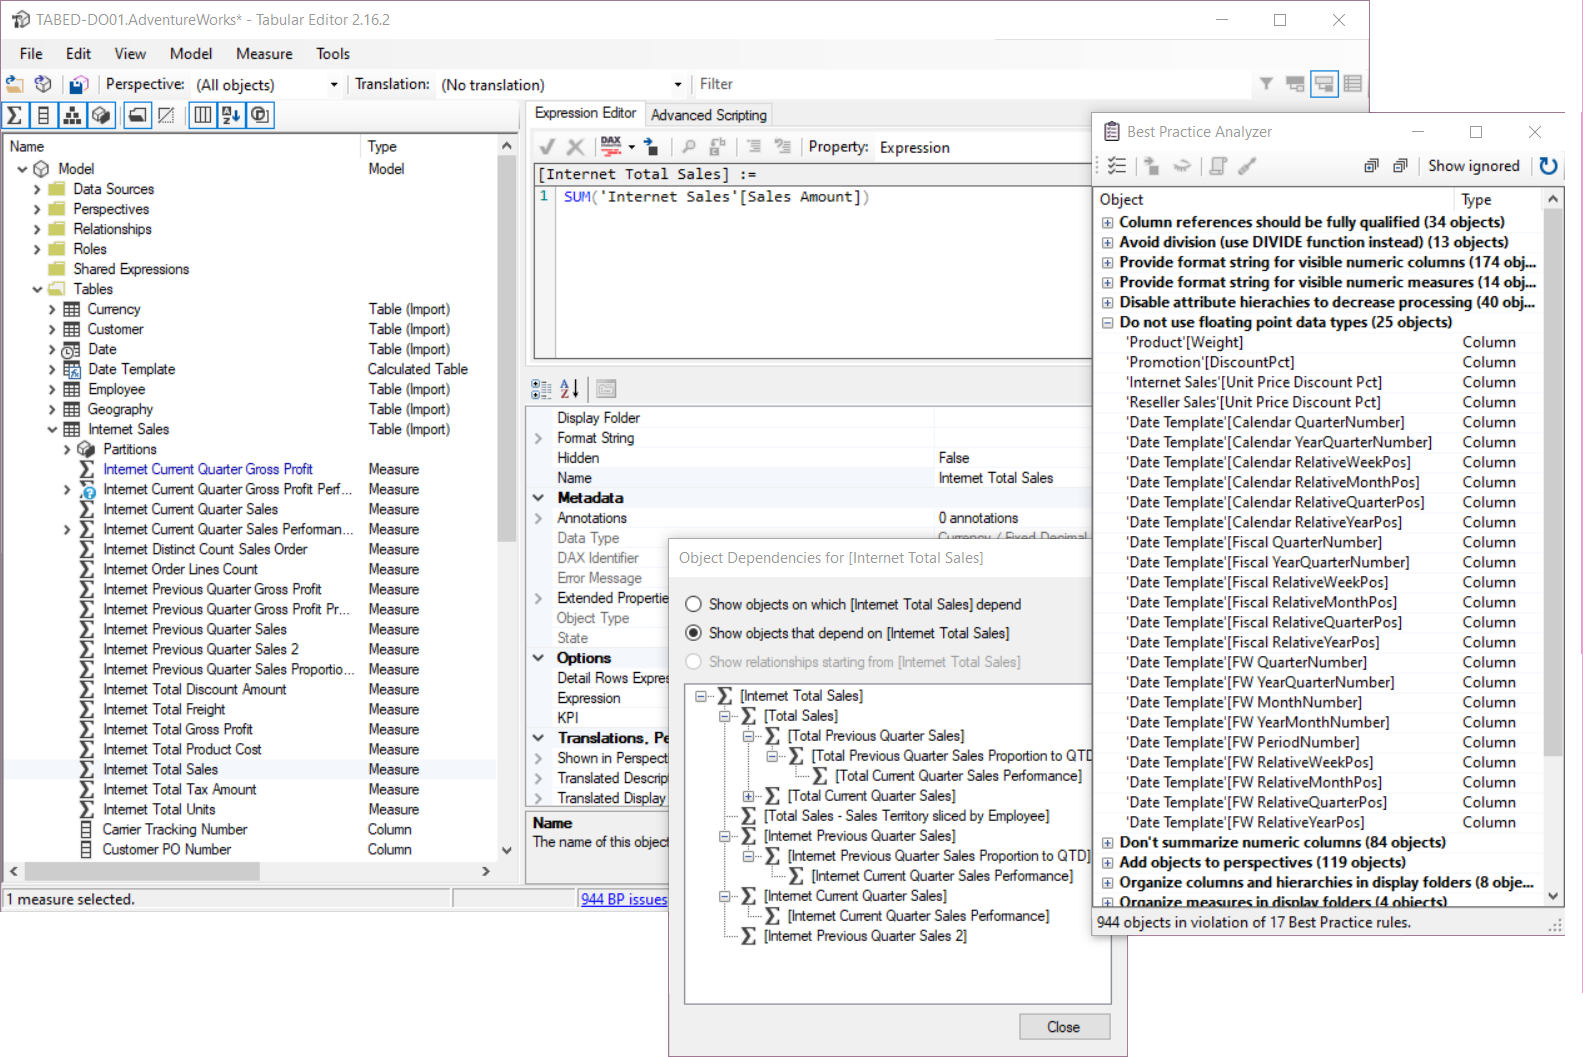 TABED-DO01.AdventureWorks* - Tabular Editor 2.16.2
File Edit View Model Measure Tools
Perspective: (All objects) Translation: (No translation) Filter
Name Type
Model Model
Data Sources
Perspectives
Relationships
Roles
Shared Expressions
Tables
Currency Table (Import)
Customer Table (Import)
Date Table (Import)
Date Template Calculated Table
Employee Table (Import)
Geography Table (Import)
Internet Sales Table (Import)
Partitions
Internet Current Quarter Gross Profit Measure
Internet Current Quarter Gross Profit Perf... Measure
Internet Current Quarter Sales Measure
Internet Current Quarter Sales Performan... Measure
Internet Distinct Count Sales Order Measure
Internet Order Lines Count Measure
Internet Previous Quarter Gross Profit Measure
Internet Previous Quarter Gross Profit Pr... Measure
Internet Previous Quarter Sales Measure
Internet Previous Quarter Sales 2 Measure
Internet Previous Quarter Sales Proportio... Measure
Internet Total Discount Amount Measure
Internet Total Freight Measure
Internet Total Gross Profit Measure
Internet Total Product Cost Measure
Internet Total Sales Measure
Internet Total Tax Amount Measure
Internet Total Units Measure
Carrier Tracking Number Column
Customer PO Number Column
1 measure selected.
944 BP issues
Expression Editor Advanced Scripting
DAX Property: Expression
[Internet Total Sales] :=
1 SUM('Internet Sales'[Sales Amount])
Display Folder
Format String
Hidden False
Name Internet Total Sales
Metadata
Annotations 0 annotations
Data Type Currency / Fixed Decimal
DAX Identifier
Error Message
Extended Propertie
Object Type
State
Options
Detail Rows Expres
Expression
KPI
Translations, Pe
Shown in Perspect
Translated Descrip
Translated Display
Name
The name of this object
Object Dependencies for [Internet Total Sales]
Show objects on which [Internet Total Sales] depend
Show objects that depend on [Internet Total Sales]
Show relationships starting from [Internet Total Sales]
[Internet Total Sales]
[Total Sales]
[Total Previous Quarter Sales]
[Total Previous Quarter Sales Proportion to QTD
[Total Current Quarter Sales Performance]
[Total Current Quarter Sales]
[Total Sales - Sales Territory sliced by Employee]
[Internet Previous Quarter Sales]
[Internet Previous Quarter Sales Proportion to QTD]
[Internet Current Quarter Sales Performance]
[Internet Current Quarter Sales]
[Internet Current Quarter Sales Performance]
[Internet Previous Quarter Sales 2]
Close
Best Practice Analyzer
Show ignored
Object Type
Column references should be fully qualified (34 objects)
Avoid division (use DIVIDE function instead) (13 objects)
Provide format string for visible numeric columns (174 obj...
Provide format string for visible numeric measures (14 obj...
Disable attribute hierachies to decrease processing (40 obj...
Do not use floating point data types (25 objects)
'Product'[Weight] Column
'Promotion'[DiscountPct] Column
'Internet Sales'[Unit Price Discount Pct] Column
'Reseller Sales'[Unit Price Discount Pct] Column
'Date Template'[Calendar QuarterNumber] Column
'Date Template'[Calendar YearQuarterNumber] Column
'Date Template'[Calendar RelativeWeekPos] Column
'Date Template'[Calendar RelativeMonthPos] Column
'Date Template'[Calendar RelativeQuarterPos] Column
'Date Template'[Calendar RelativeYearPos] Column
'Date Template'[Fiscal QuarterNumber] Column
'Date Template'[Fiscal YearQuarterNumber] Column
'Date Template'[Fiscal RelativeWeekPos] Column
'Date Template'[Fiscal RelativeMonthPos] Column
'Date Template'[Fiscal RelativeQuarterPos] Column
'Date Template'[Fiscal RelativeYearPos] Column
'Date Template'[FW QuarterNumber] Column
'Date Template'[FW YearQuarterNumber] Column
'Date Template'[FW MonthNumber] Column
'Date Template'[FW YearMonthNumber] Column
'Date Template'[FW PeriodNumber] Column
'Date Template'[FW RelativeWeekPos] Column
'Date Template'[FW RelativeMonthPos] Column
'Date Template'[FW RelativeQuarterPos] Column
'Date Template'[FW RelativeYearPos] Column
Don't summarize numeric columns (84 objects)
Add objects to perspectives (119 objects)
Organize columns and hierarchies in display folders (8 obje...
Organize measures in display folders (4 objects)
944 objects in violation of 17 Best Practice rules.